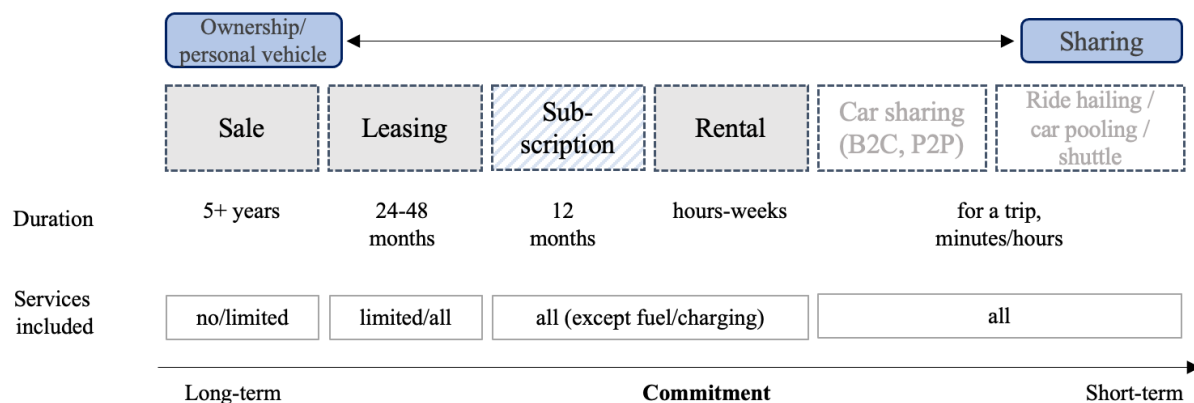 Ownership/
personal vehicle
Sharing
Sale
Leasing
Sub-
scription
Rental
Car sharing
(B2C, P2P)
Ride hailing /
car pooling /
shuttle
Duration
5+ years
24-48
months
12
months
hours-weeks
for a trip,
minutes/hours
Services
included
no/limited
limited/all
all (except fuel/charging)
all
Long-term
Commitment
Short-term